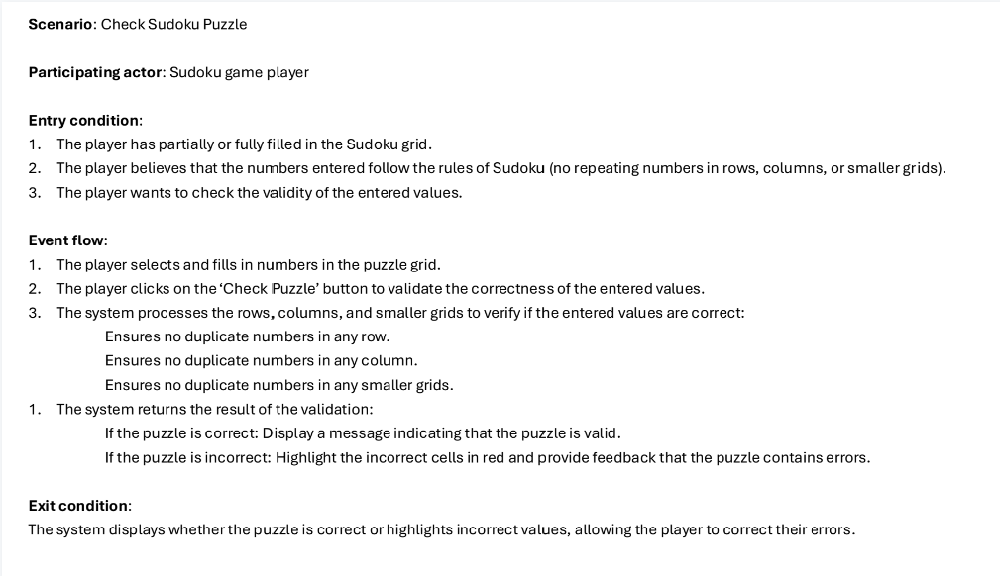 Scenario: Check Sudoku Puzzle
Participating actor: Sudoku game player
Entry condition:
1. The player has partially or fully filled in the Sudoku grid.
2. The player believes that the numbers entered follow the rules of Sudoku (no repeating numbers in rows, columns, or smaller grids).
3. The player wants to check the validity of the entered values.
Event flow:
1. The player selects and fills in numbers in the puzzle grid.
2. The player clicks on the ‘Check Puzzle’ button to validate the correctness of the entered values.
3. The system processes the rows, columns, and smaller grids to verify if the entered values are correct:
Ensures no duplicate numbers in any row.
Ensures no duplicate numbers in any column.
Ensures no duplicate numbers in any smaller grids.
1. The system returns the result of the validation:
If the puzzle is correct: Display a message indicating that the puzzle is valid.
If the puzzle is incorrect: Highlight the incorrect cells in red and provide feedback that the puzzle contains errors.
Exit condition:
The system displays whether the puzzle is correct or highlights incorrect values, allowing the player to correct their errors.